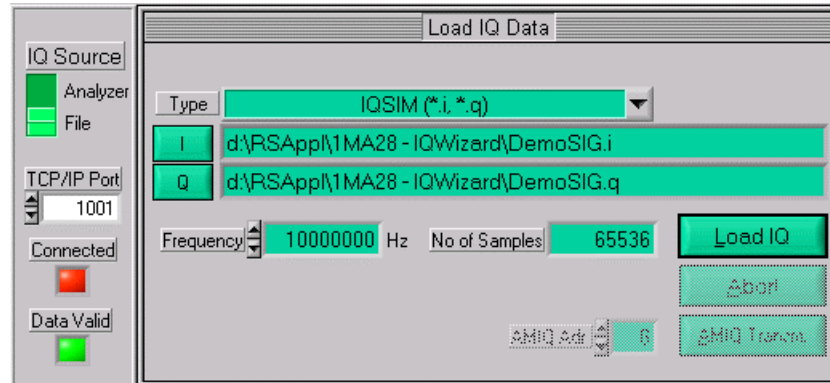 Load IQ Data
IQ Source
Analyzer
File
TCP/IP Port
1001
Connected
Data Valid
Type
IQSIM (*.i, *.q)
I
d:\RSAppl\1MA28 - IQWizard\DemoSIG.i
Q
d:\RSAppl\1MA28 - IQWizard\DemoSIG.q
Frequency 10000000 Hz No of Samples 65536 Load IQ
Abort
AMIQ Adr 6 AMIQ Transm.